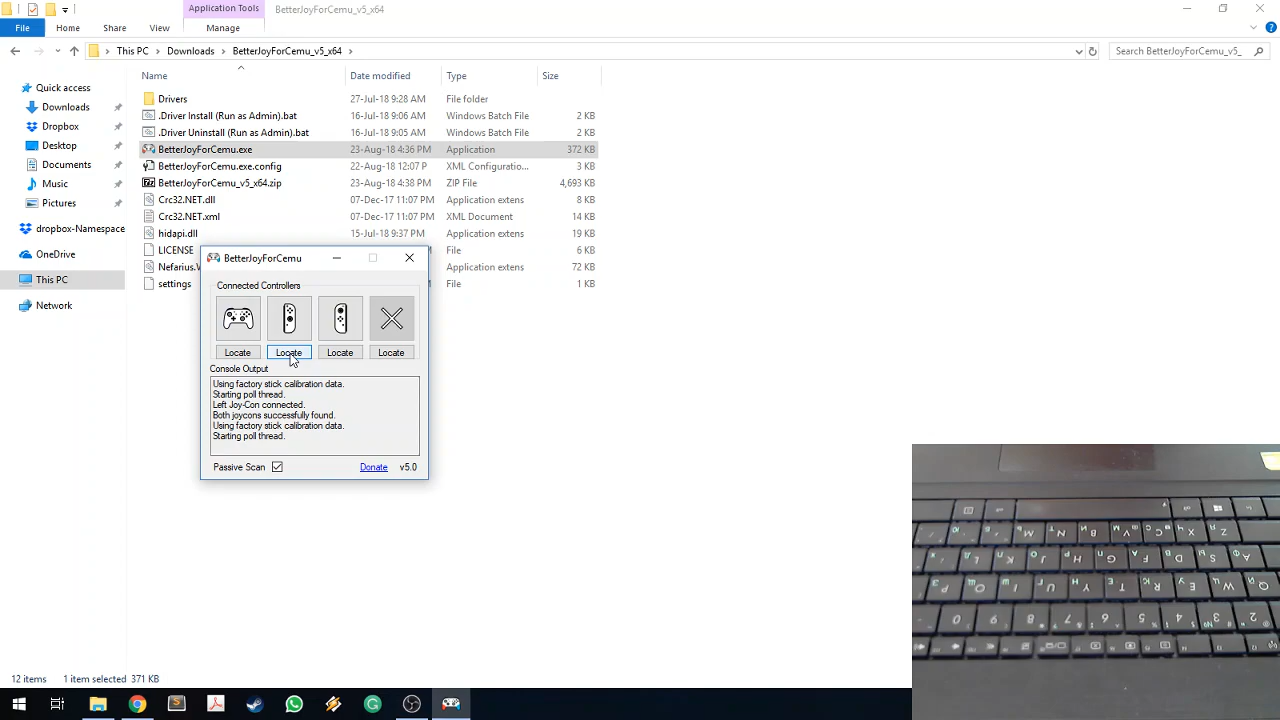 Application Tools
BetterJoyForCemu_v5_x64
File
Home
Share
View
Manage
This PC
Downloads
BetterJoyForCemu_v5_x64
Search BetterJoyForCemu_v5_
Name
Date modified
Type
Size
Quick access
Downloads
Dropbox
Desktop
Documents
Music
Pictures
dropbox-Namespace
OneDrive
This PC
Network
Drivers 27-Jul-18 9:28 AM File folder
.Driver Install (Run as Admin).bat 16-Jul-18 9:06 AM Windows Batch File 2 KB
.Driver Uninstall (Run as Admin).bat 16-Jul-18 9:05 AM Windows Batch File 2 KB
BetterJoyForCemu.exe 23-Aug-18 4:36 PM Application 372 KB
BetterJoyForCemu.exe.config 22-Aug-18 12:07 P XML Configuratio... 3 KB
BetterJoyForCemu_v5_x64.zip 23-Aug-18 4:38 PM ZIP File 4,693 KB
Crc32.NET.dll 07-Dec-17 11:07 PM Application extens 8 KB
Crc32.NET.xml 07-Dec-17 11:07 PM XML Document 14 KB
hidapi.dll 15-Jul-18 9:37 PM Application extens 19 KB
LICENSE File 6 KB
Nefarius.V Application extens 72 KB
settings File 1 KB
BetterJoyForCemu
Connected Controllers
Locate
Locate
Locate
Locate
Console Output
Using factory stick calibration data.
Starting poll thread.
Left Joy-Con connected.
Both joycons successfully found.
Using factory stick calibration data.
Starting poll thread.
Passive Scan
Donate
v5.0
12 items
1 item selected 371 KB